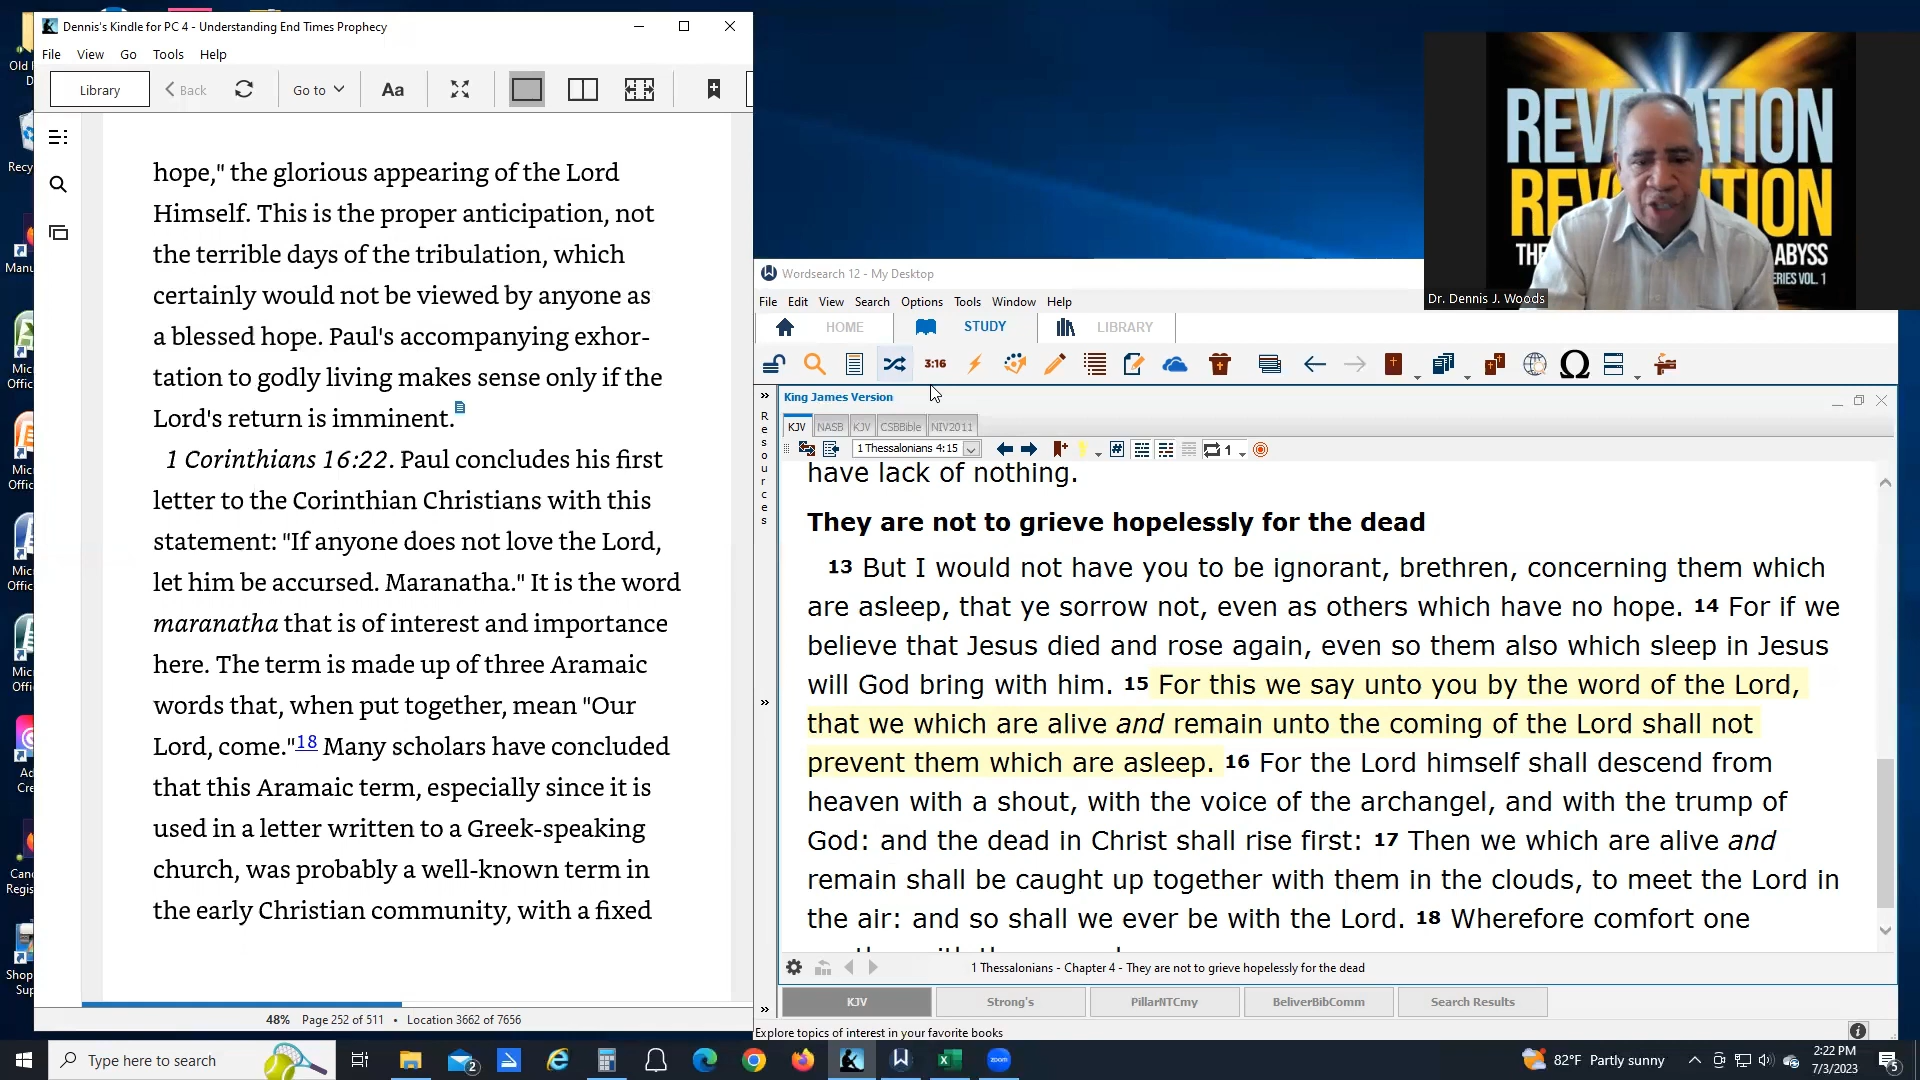 Dennis's Kindle for PC 4 - Understanding End Times Prophecy
File View Go Tools Help
Library Back Go to Aa
hope," the glorious appearing of the Lord
Himself. This is the proper anticipation, not
the terrible days of the tribulation, which
certainly would not be viewed by anyone as
a blessed hope. Paul's accompanying exhor-
tation to godly living makes sense only if the
Lord's return is imminent.
1 Corinthians 16:22. Paul concludes his first
letter to the Corinthian Christians with this
statement: "If anyone does not love the Lord,
let him be accursed. Maranatha." It is the word
maranatha that is of interest and importance
here. The term is made up of three Aramaic
words that, when put together, mean "Our
Lord, come."18 Many scholars have concluded
that this Aramaic term, especially since it is
used in a letter written to a Greek-speaking
church, was probably a well-known term in
the early Christian community, with a fixed
48% Page 252 of 511 • Location 3662 of 7656
Dr. Dennis J. Woods
ABYSS
Wordsearch 12 - My Desktop
File Edit View Search Options Tools Window Help
HOME STUDY LIBRARY
3:16
King James Version
KJV NASB KJV CSBBible NIV2011
1 Thessalonians 4:15
1
Resources
have lack of nothing.
They are not to grieve hopelessly for the dead
13 But I would not have you to be ignorant, brethren, concerning them which
are asleep, that ye sorrow not, even as others which have no hope. 14 For if we
believe that Jesus died and rose again, even so them also which sleep in Jesus
will God bring with him. 15 For this we say unto you by the word of the Lord,
that we which are alive and remain unto the coming of the Lord shall not
prevent them which are asleep. 16 For the Lord himself shall descend from
heaven with a shout, with the voice of the archangel, and with the trump of
God: and the dead in Christ shall rise first: 17 Then we which are alive and
remain shall be caught up together with them in the clouds, to meet the Lord in
the air: and so shall we ever be with the Lord. 18 Wherefore comfort one
1 Thessalonians - Chapter 4 - They are not to grieve hopelessly for the dead
KJV Strong's PillarNTCmy BeliverBibComm Search Results
Explore topics of interest in your favorite books
Type here to search
82°F Partly sunny
2:22 PM
7/3/2023